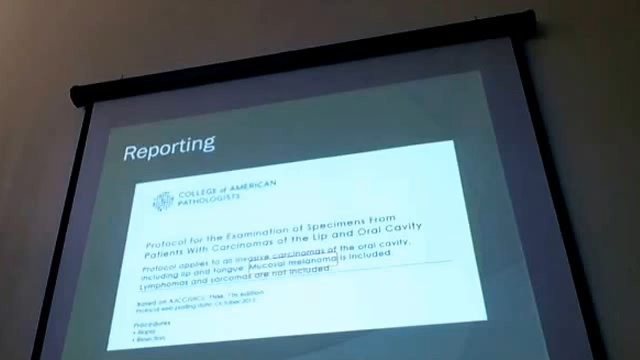 Reporting
COLLEGE of AMERICAN
PATHOLOGISTS
Protocol for the Examination of Specimens From
Patients With Carcinomas of the Lip and Oral Cavity
Protocol applies to all invasive carcinomas of the oral cavity,
including lip and tongue. Mucosal melanoma is included.
Lymphomas and sarcomas are not included.
Based on AJCC/UICC TNM, 7th edition
Protocol web posting date: October 2013
Procedures
• Biopsy
• Resection